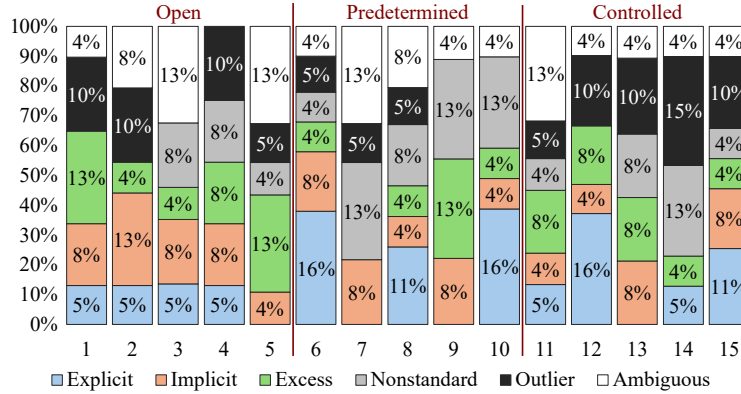 Open Predetermined Controlled
100% 4% 10% 13% 8% 5%
90% 8% 10% 4% 13% 5%
80% 13% 8% 4% 8% 5%
70% 10% 8% 8% 8% 5%
60% 13% 5% 4% 13% 4%
50% 4% 5% 4% 4% 8% 16%
40% 13% 5% 13% 8%
30% 8% 5% 8% 4% 4% 11%
20% 4% 13% 13% 8%
10% 4% 13% 4% 4% 16%
0% 13% 5% 4% 8% 4% 5%
4% 10% 8% 4% 16%
4% 10% 8% 8% 8%
4% 15% 13% 4% 5%
4% 10% 4% 4% 8% 11%
1 2 3 4 5 6 7 8 9 10 11 12 13 14 15
Explicit Implicit Excess Nonstandard Outlier Ambiguous